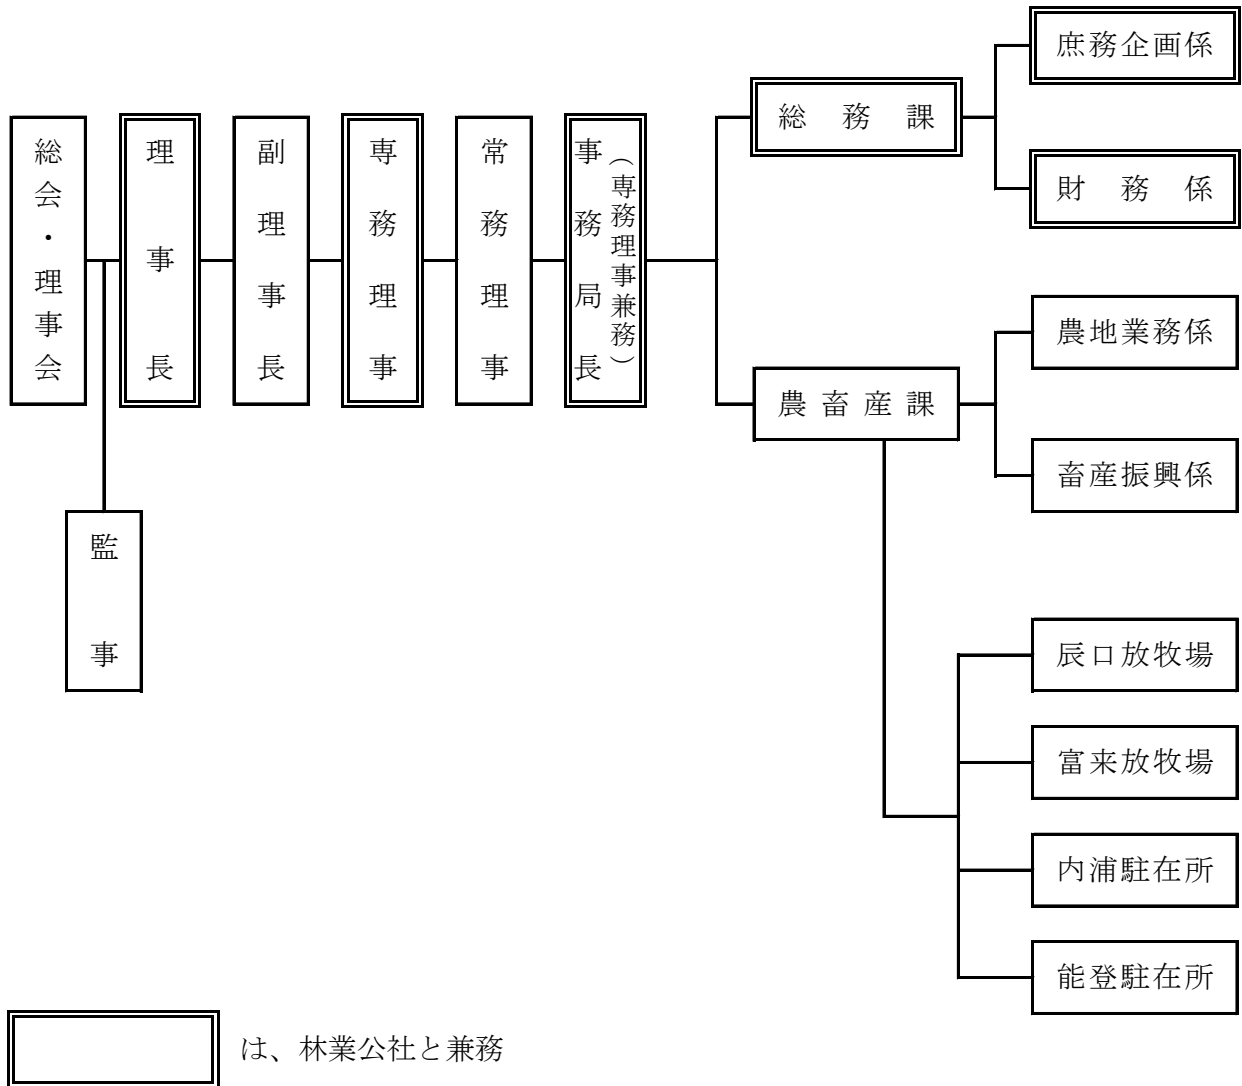 総会・理事会
理事長
副理事長
専務理事
常務理事
事務局長
（専務理事兼務）
監事
総務課
庶務企画係
財務係
農畜産課
農地業務係
畜産振興係
辰口放牧場
富来放牧場
内浦駐在所
能登駐在所
は、林業公社と兼務